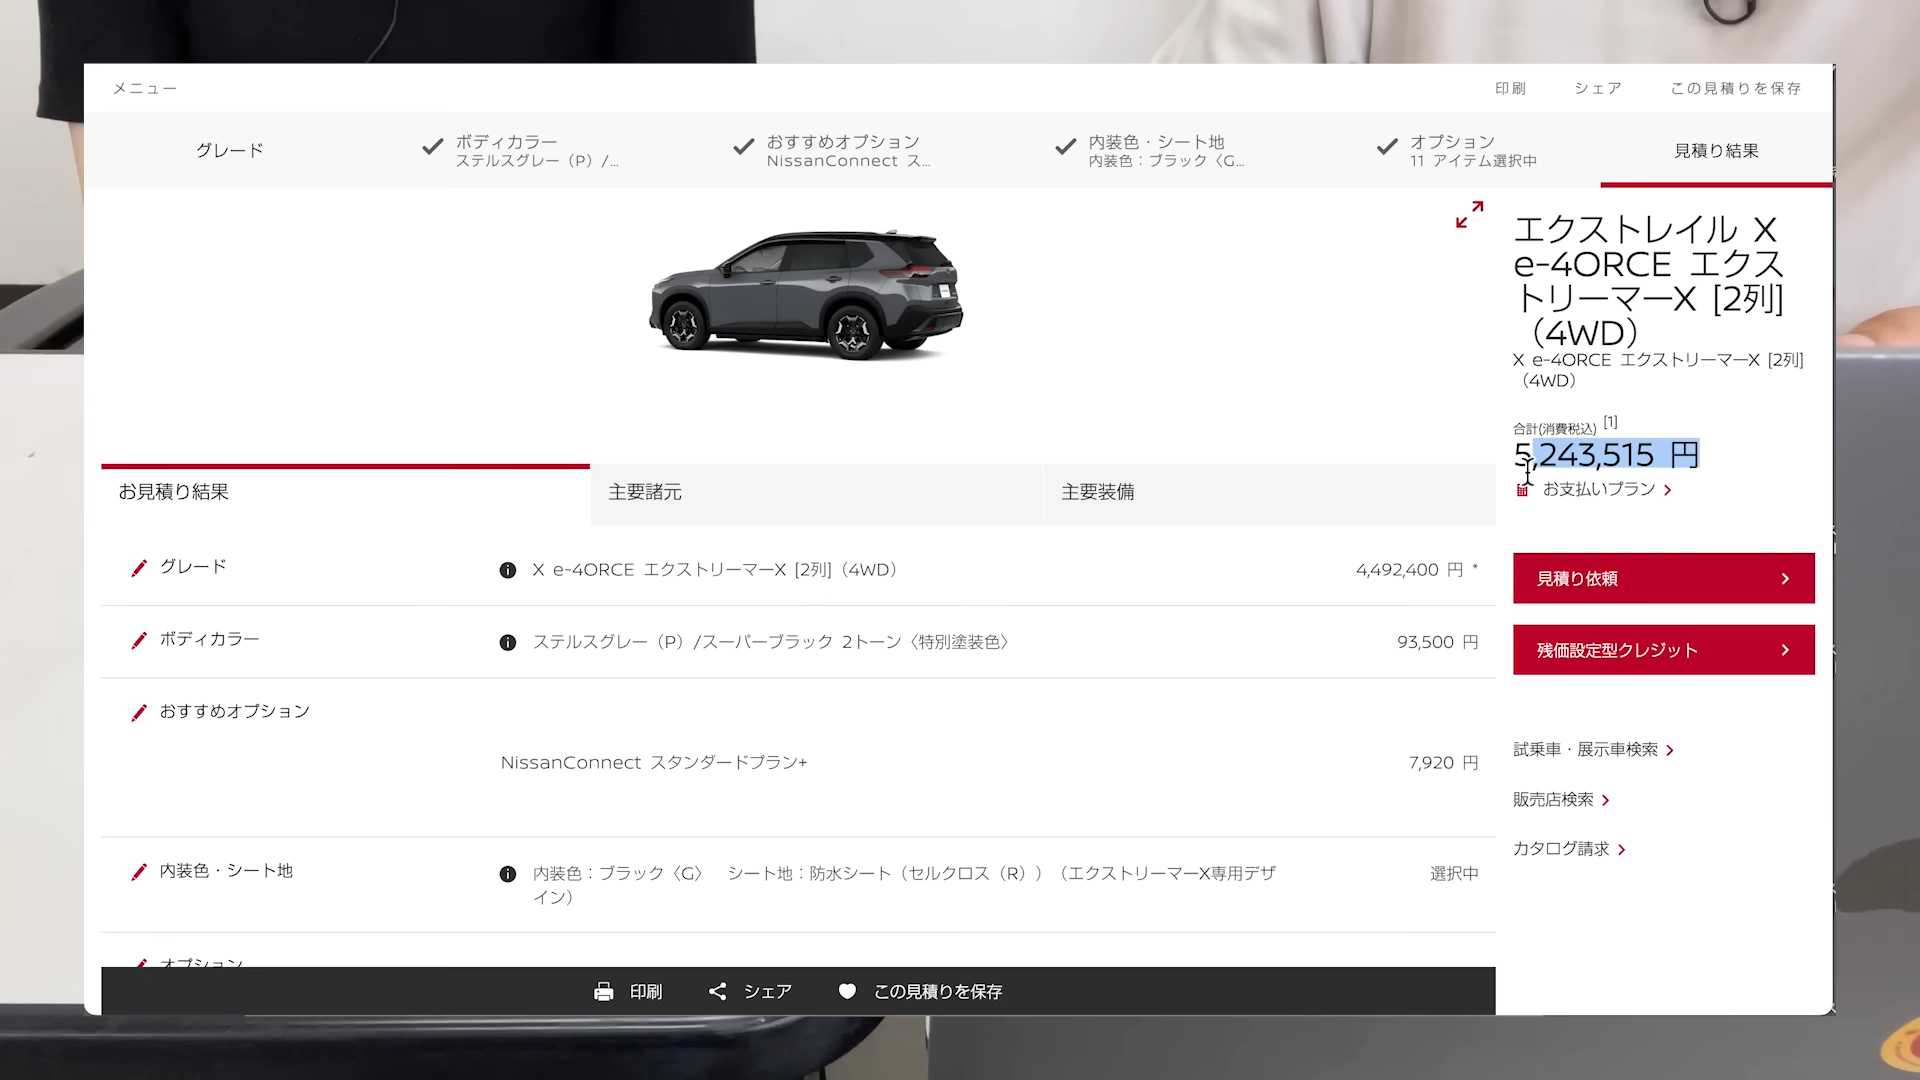 メニュー
印刷
シェア
この見積りを保存
グレード
ボディカラー
ステルスグレー（P）/...
おすすめオプション
NissanConnect ス...
内装色・シート地
内装色：ブラック〈G...
オプション
11 アイテム選択中
見積り結果
エクストレイル X
e-4ORCE エクス
トリーマーX [2列]
（4WD）
X e-4ORCE エクストリーマーX [2列]
（4WD）
合計(消費税込) [1]
5,243,515 円
お支払いプラン
お見積り結果
主要諸元
主要装備
グレード
X e-4ORCE エクストリーマーX [2列]（4WD）
4,492,400 円 *
ボディカラー
ステルスグレー（P）/スーパーブラック 2トーン〈特別塗装色〉
93,500 円
おすすめオプション
NissanConnect スタンダードプラン+
7,920 円
内装色・シート地
内装色：ブラック〈G〉　シート地：防水シート（セルクロス（R））（エクストリーマーX専用デザ
イン）
選択中
オプション
見積り依頼
残価設定型クレジット
試乗車・展示車検索
販売店検索
カタログ請求
印刷
シェア
この見積りを保存